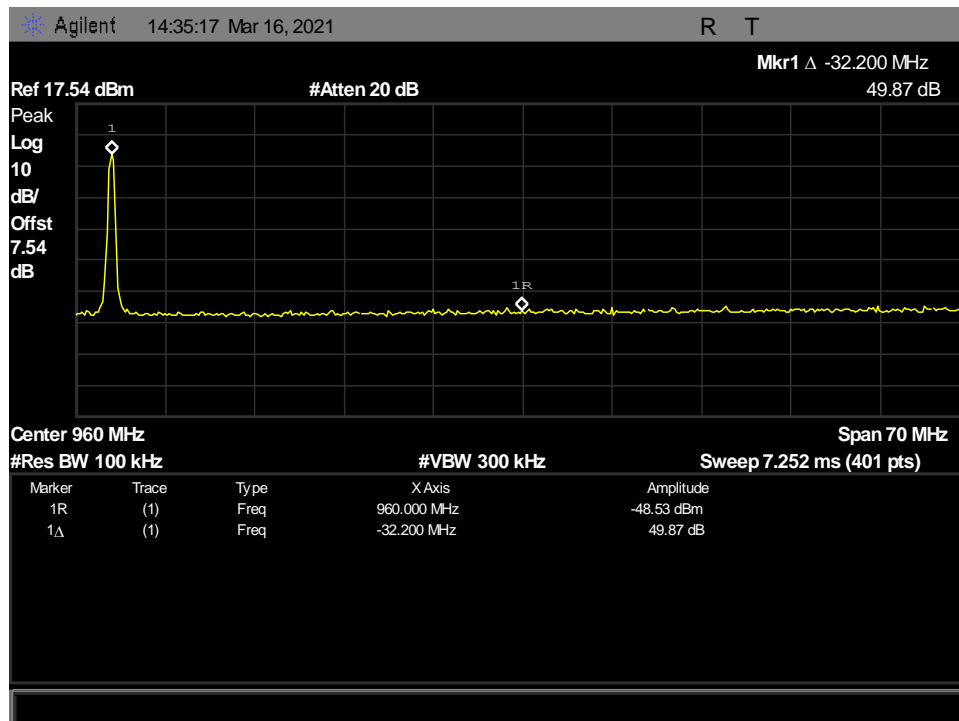 Agilent 14:35:17 Mar 16, 2021 R T
Mkr1 Δ -32.200 MHz
Ref 17.54 dBm #Atten 20 dB 49.87 dB
Peak
Log
10
dB/
Offst
7.54
dB
1
1R
Center 960 MHz Span 70 MHz
#Res BW 100 kHz #VBW 300 kHz Sweep 7.252 ms (401 pts)
Marker Trace Type X Axis Amplitude
1R (1) Freq 960.000 MHz -48.53 dBm
1Δ (1) Freq -32.200 MHz 49.87 dB